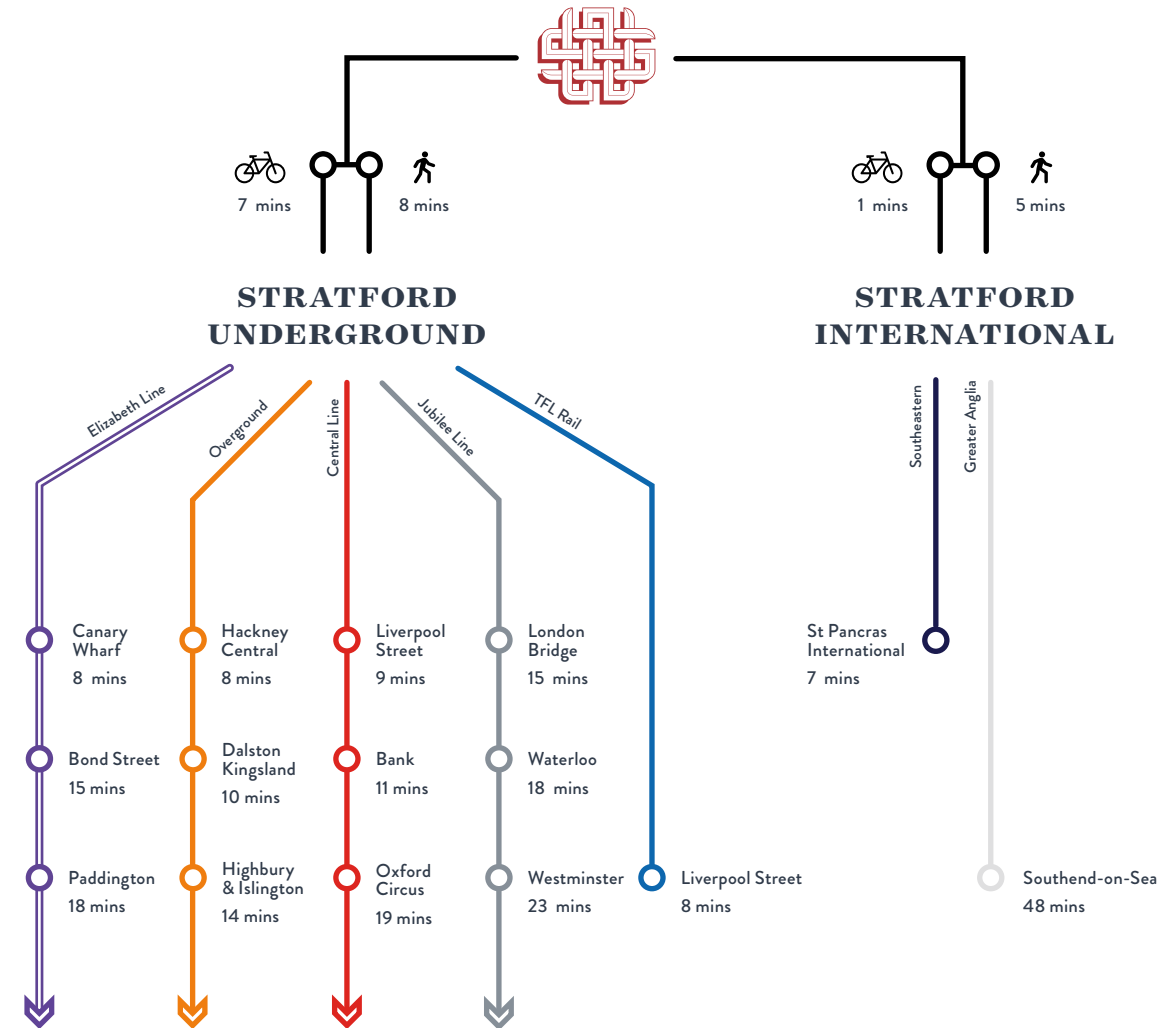 7 mins
8 mins
1 mins
5 mins
STRATFORD
UNDERGROUND
STRATFORD
INTERNATIONAL
Elizabeth Line
Overground
Central Line
Jubilee Line
TFL Rail
Southeastern
Greater Anglia
Canary
Wharf
8 mins
Hackney
Central
8 mins
Liverpool
Street
9 mins
London
Bridge
15 mins
St Pancras
International
7 mins
Bond Street
15 mins
Dalston
Kingsland
10 mins
Bank
11 mins
Waterloo
18 mins
Paddington
18 mins
Highbury
& Islington
14 mins
Oxford
Circus
19 mins
Westminster
23 mins
Liverpool Street
8 mins
Southend-on-Sea
48 mins